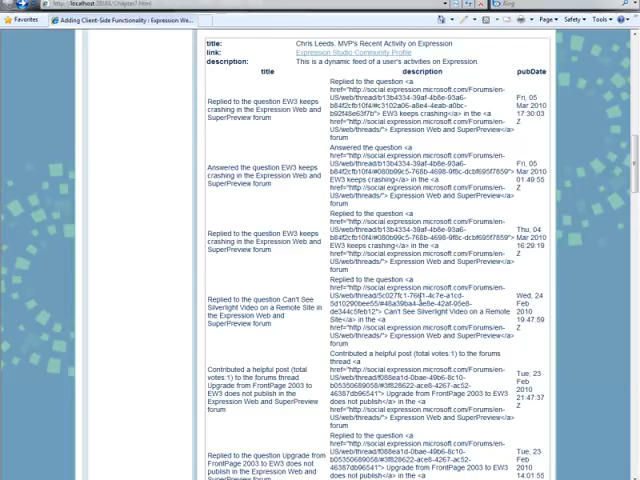 http://localhost:28080/Chapter7.html
Bing
Favorites
Adding Client-Side Functionality : Expression We...
Page
Safety
Tools
title:
Chris Leeds, MVP's Recent Activity on Expression
link:
Expression Studio Community Profile
description:
This is a dynamic feed of a user's activities on Expression.
title
description
pubDate
Replied to the question EW3 keeps
crashing in the Expression Web and
SuperPreview forum
Replied to the question <a
href="http://social.expression.microsoft.com/Forums/en-
US/web/thread/b13b4334-39af-4b8e-93a6-
b84f2cfb10f4/#c3102a06-a8e4-4eab-a0bc-
b92f48e63f7b"> EW3 keeps crashing</a> in the <a
href="http://social.expression.microsoft.com/Forums/en-
US/web/threads/"> Expression Web and SuperPreview</a>
forum
Fri, 05
Mar 2010
17:30:03
Z
Answered the question EW3 keeps
crashing in the Expression Web and
SuperPreview forum
Answered the question <a
href="http://social.expression.microsoft.com/Forums/en-
US/web/thread/b13b4334-39af-4b8e-93a6-
b84f2cfb10f4/#080b99c5-768b-4698-9f8c-dcbf695f7859">
EW3 keeps crashing</a> in the <a
href="http://social.expression.microsoft.com/Forums/en-
US/web/threads/"> Expression Web and SuperPreview</a>
forum
Fri, 05
Mar 2010
01:49:55
Z
Replied to the question EW3 keeps
crashing in the Expression Web and
SuperPreview forum
Replied to the question <a
href="http://social.expression.microsoft.com/Forums/en-
US/web/thread/b13b4334-39af-4b8e-93a6-
b84f2cfb10f4/#080b99c5-768b-4698-9f8c-dcbf695f7859">
EW3 keeps crashing</a> in the <a
href="http://social.expression.microsoft.com/Forums/en-
US/web/threads/"> Expression Web and SuperPreview</a>
forum
Thu, 04
Mar 2010
16:29:19
Z
Replied to the question Can't See
Silverlight Video on a Remote Site in
the Expression Web and
SuperPreview forum
Replied to the question <a
href="http://social.expression.microsoft.com/Forums/en-
5d10290bee55/#48a39ba4-ae8e-42af-95e8-
de344c5feb12"> Can't See Silverlight Video on a Remote
Site</a> in the <a
href="http://social.expression.microsoft.com/Forums/en-
US/web/threads/"> Expression Web and SuperPreview</a>
forum
Wed, 24
Feb
2010
19:47:59
Z
Contributed a helpful post (total
votes:1) to the forums thread
Upgrade from FrontPage 2003 to
EW3 does not publish in the
Expression Web and SuperPreview
forum
Contributed a helpful post (total votes:1) to the forums
thread <a
href="http://social.expression.microsoft.com/Forums/en-
US/web/thread/f088ea1d-0bae-49b6-8c10-
b05350689058/#3f828622-ace8-4267-ac52-
46387db96541"> Upgrade from FrontPage 2003 to EW3
does not publish</a> in the <a
href="http://social.expression.microsoft.com/Forums/en-
US/web/threads/"> Expression Web and SuperPreview</a>
forum
Tue, 23
Feb
2010
21:47:37
Z
Replied to the question Upgrade from
FrontPage 2003 to EW3 does not
publish in the Expression Web and
SuperPreview forum
Replied to the question <a
href="http://social.expression.microsoft.com/Forums/en-
US/web/thread/f088ea1d-0bae-49b6-8c10-
b05350689058/#3f828622-ace8-4267-ac52-
46387db96541"> Upgrade from FrontPage 2003 to EW3
does not publish</a> in the <a
Tue, 23
Feb
2010
14:01:55